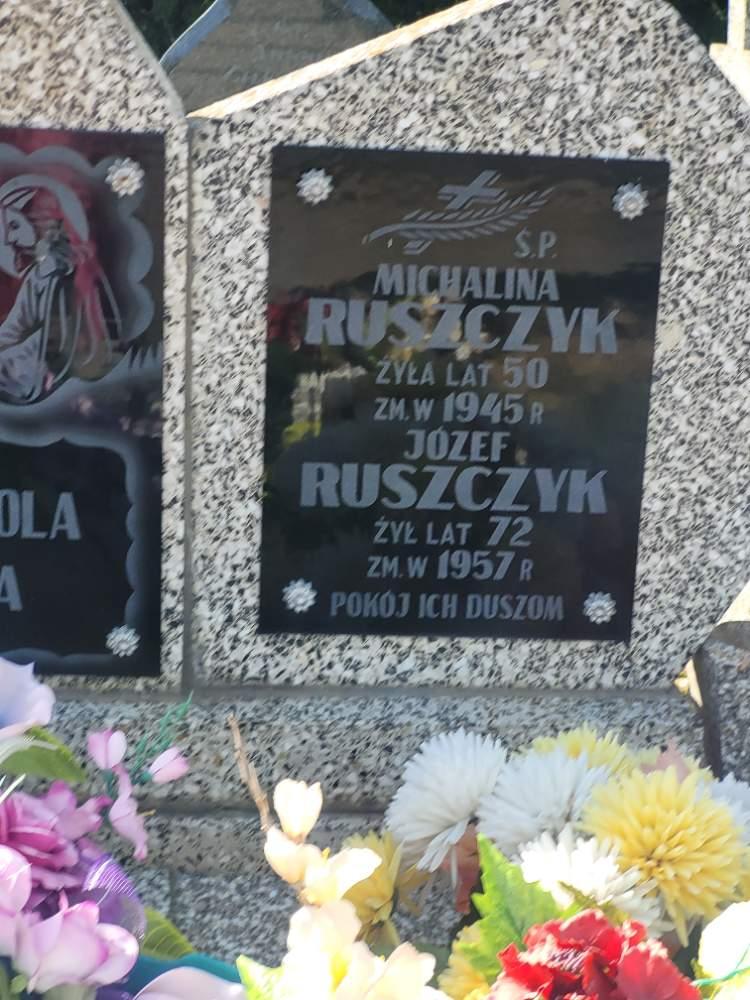 Ś.P.
MICHALINA
RUSZCZYK
ŻYŁA LAT 50
ZM. W 1945 R
JÓZEF
RUSZCZYK
ŻYŁ LAT 72
ZM. W 1957 R
POKÓJ ICH DUSZOM
OLA
A